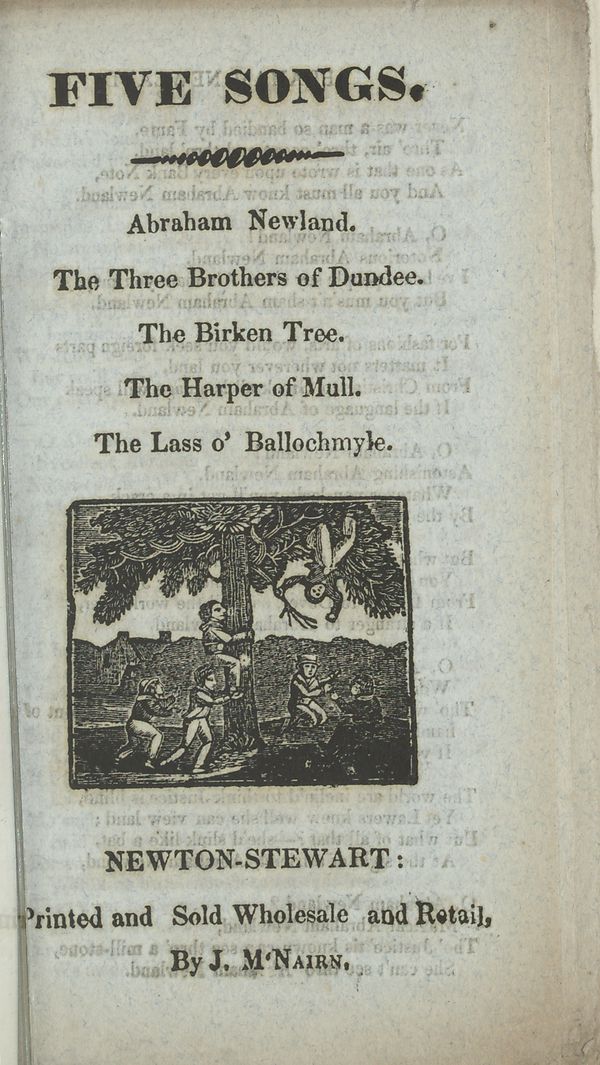 FIVE SONGS.
Abraham Newland.
The Three Brothers of Dundee.
The Birken Tree.
The Harper of Mull.
The Lass o' Ballochmyle.
NEWTON-STEWART:
Printed and Sold Wholesale and Retail,
By J. M'NAIRN.